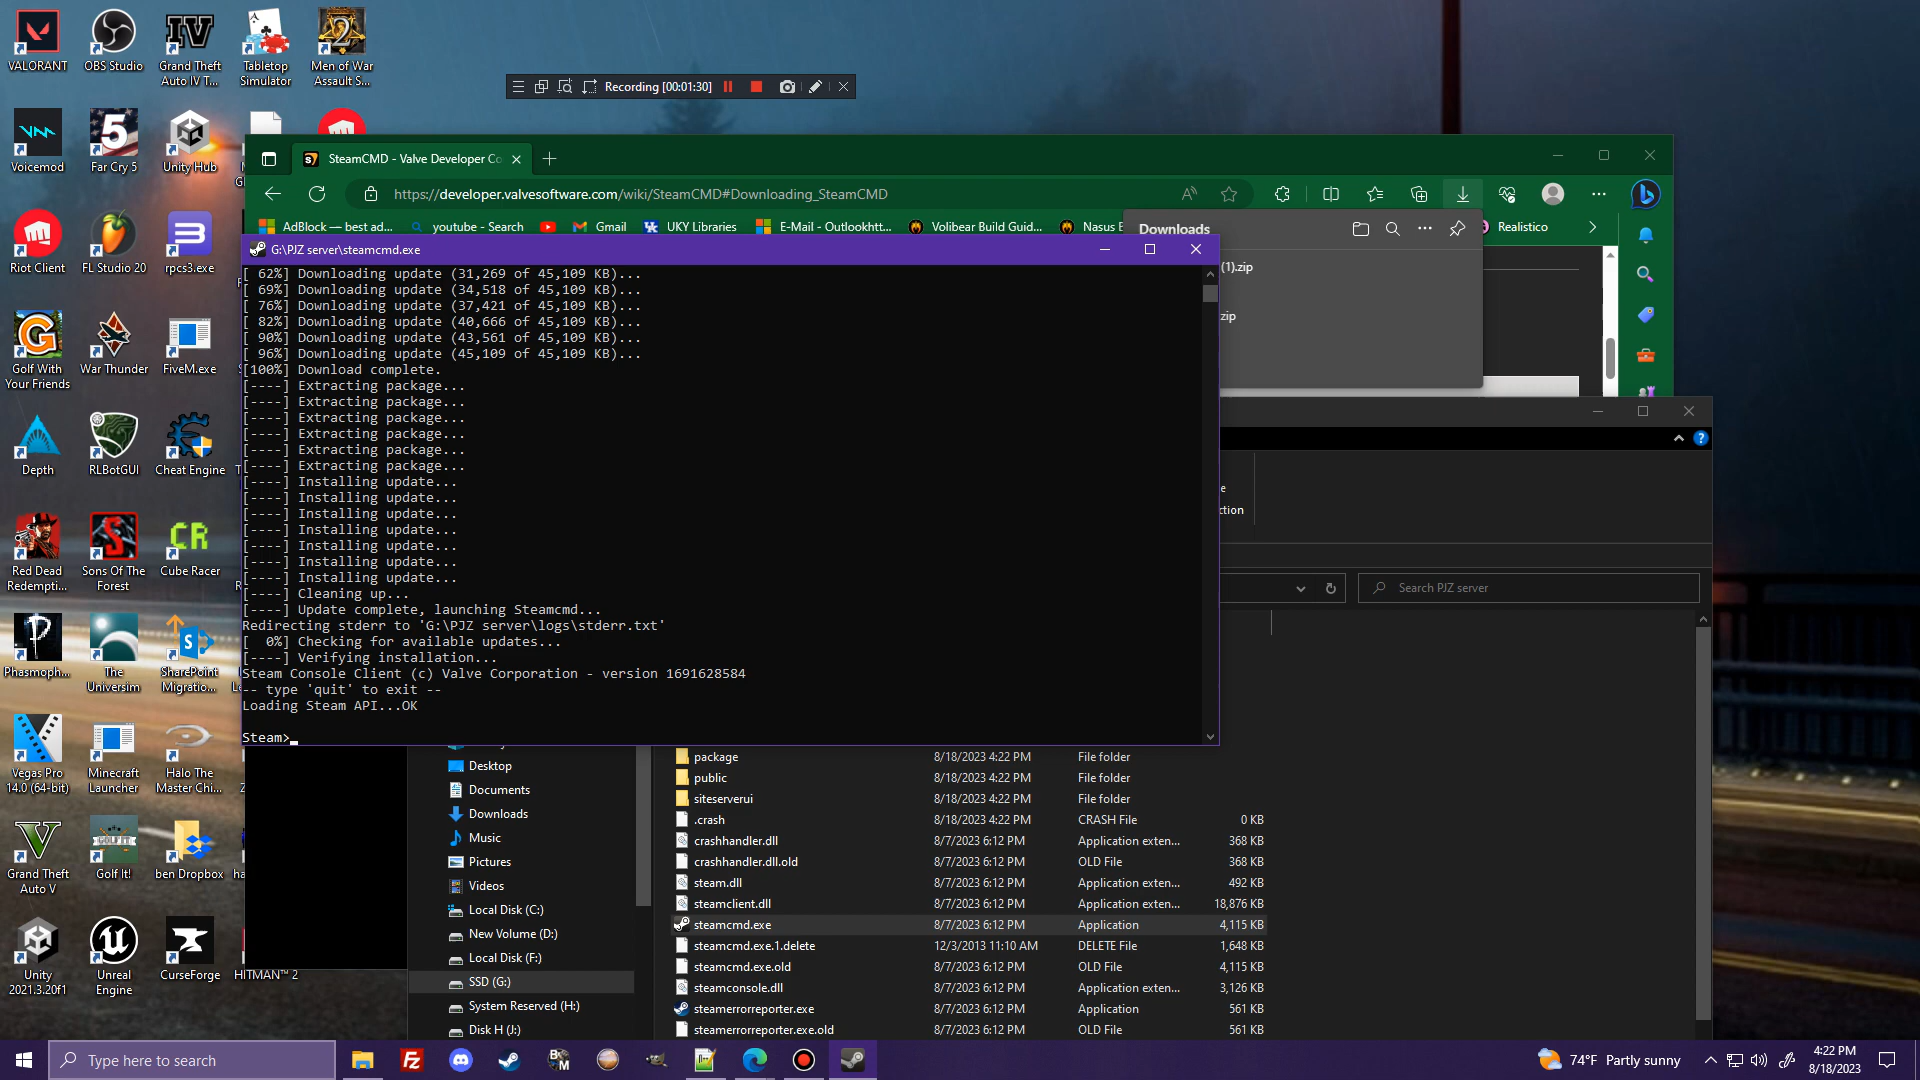 VALORANT
OBS Studio
Grand Theft
Auto IV T...
Tabletop
Simulator
Men of War
Assault S...
Voicemod
Far Cry 5
Unity Hub
Riot Client
FL Studio 20
rpcs3.exe
Golf With
Your Friends
War Thunder
FiveM.exe
Depth
RLBotGUI
Cheat Engine
Red Dead
Redempti...
Sons Of The
Forest
Cube Racer
Phasmoph...
The
Universim
SharePoint
Migratio...
Vegas Pro
14.0 (64-bit)
Minecraft
Launcher
Halo The
Master Chi...
Grand Theft
Auto V
Golf It!
ben Dropbox
Unity
2021.3.20f1
Unreal
Engine
CurseForge
HITMAN™ 2
Recording [00:01:30]
SteamCMD - Valve Developer Co
https://developer.valvesoftware.com/wiki/SteamCMD#Downloading_SteamCMD
AdBlock — best ad...
youtube - Search
Gmail
UKY Libraries
E-Mail - Outlookhtt...
Volibear Build Guid...
Nasus B
Realistico
Downloads
(1).zip
zip
G:\PJZ server\steamcmd.exe
[ 62%] Downloading update (31,269 of 45,109 KB)...
[ 69%] Downloading update (34,518 of 45,109 KB)...
[ 76%] Downloading update (37,421 of 45,109 KB)...
[ 82%] Downloading update (40,666 of 45,109 KB)...
[ 90%] Downloading update (43,561 of 45,109 KB)...
[ 96%] Downloading update (45,109 of 45,109 KB)...
[100%] Download complete.
[----] Extracting package...
[----] Extracting package...
[----] Extracting package...
[----] Extracting package...
[----] Extracting package...
[----] Extracting package...
[----] Installing update...
[----] Installing update...
[----] Installing update...
[----] Installing update...
[----] Installing update...
[----] Installing update...
[----] Installing update...
[----] Cleaning up...
[----] Update complete, launching Steamcmd...
Redirecting stderr to 'G:\PJZ server\logs\stderr.txt'
[  0%] Checking for available updates...
[----] Verifying installation...
Steam Console Client (c) Valve Corporation - version 1691628584
-- type 'quit' to exit --
Loading Steam API...OK
Steam>
ction
Search PJZ server
Desktop
Documents
Downloads
Music
Pictures
Videos
Local Disk (C:)
New Volume (D:)
Local Disk (F:)
SSD (G:)
System Reserved (H:)
Disk H (J:)
package 8/18/2023 4:22 PM File folder
public 8/18/2023 4:22 PM File folder
siteserverui 8/18/2023 4:22 PM File folder
.crash 8/18/2023 4:22 PM CRASH File 0 KB
crashhandler.dll 8/7/2023 6:12 PM Application exten... 368 KB
crashhandler.dll.old 8/7/2023 6:12 PM OLD File 368 KB
steam.dll 8/7/2023 6:12 PM Application exten... 492 KB
steamclient.dll 8/7/2023 6:12 PM Application exten... 18,876 KB
steamcmd.exe 8/7/2023 6:12 PM Application 4,115 KB
steamcmd.exe.1.delete 12/3/2013 11:10 AM DELETE File 1,648 KB
steamcmd.exe.old 8/7/2023 6:12 PM OLD File 4,115 KB
steamconsole.dll 8/7/2023 6:12 PM Application exten... 3,126 KB
steamerrorreporter.exe 8/7/2023 6:12 PM Application 561 KB
steamerrorreporter.exe.old 8/7/2023 6:12 PM OLD File 561 KB
Type here to search
74°F Partly sunny
4:22 PM
8/18/2023